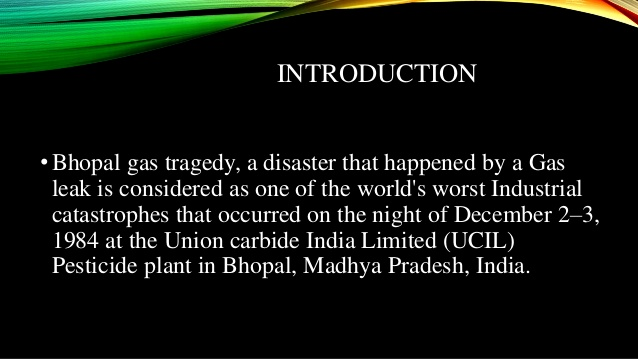 INTRODUCTION
• Bhopal gas tragedy, a disaster that happened by a Gas
leak is considered as one of the world's worst Industrial
catastrophes that occurred on the night of December 2–3,
1984 at the Union carbide India Limited (UCIL)
Pesticide plant in Bhopal, Madhya Pradesh, India.